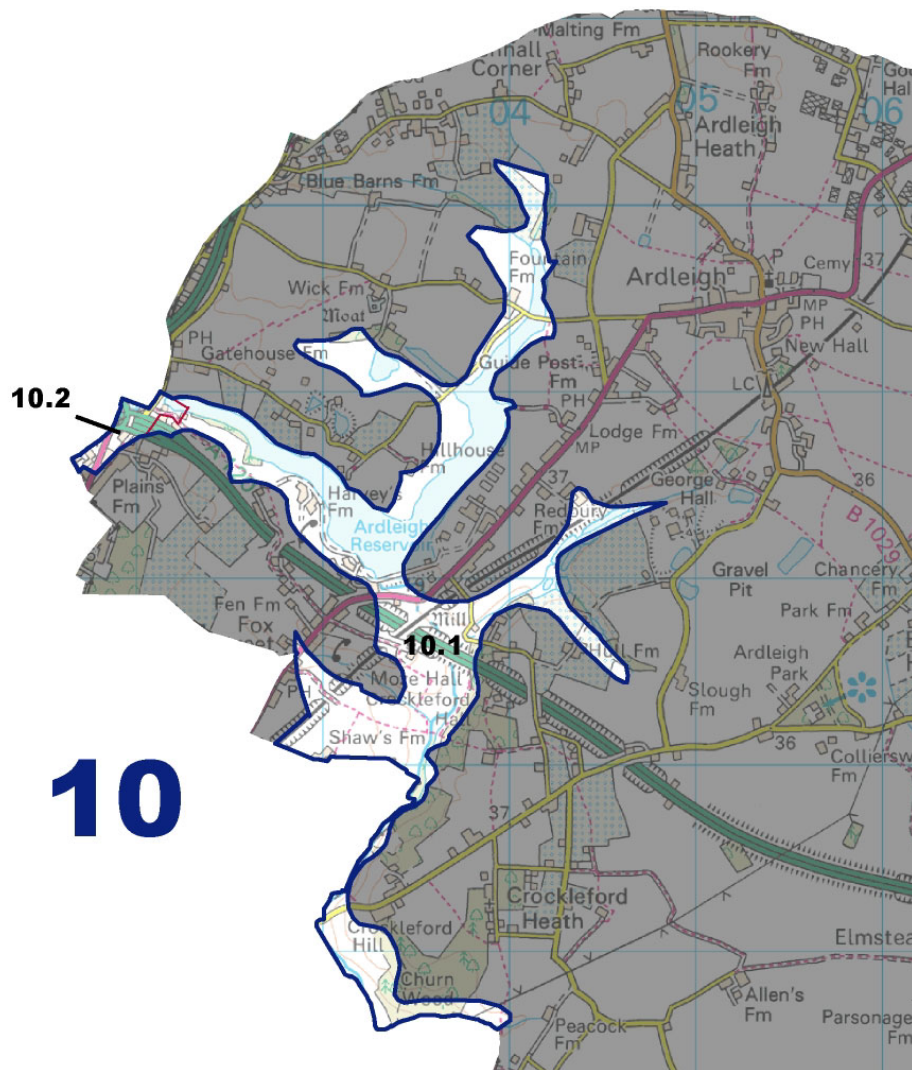 Malting Fm
Corner
Rookery
Fm
04
05
06
Ardleigh
Heath
Blue Barns Fm
Fountain
Fm
Ardleigh
P
Cemy
37
Wick Fm
Moat
MP
PH
PH
Gatehouse Fm
New Hall
Guide Post
Fm
PH
LC
10.2
Lodge Fm
MP
Hillhouse
Fm
37
George
Hall
36
Plains
Fm
Harvey's
Fm
Redbury
Fm
B 1029
Ardleigh
Reservoir
Gravel
Pit
Chancery
Fm
Fen Fm
Fox
Park Fm
Mill
10.1
Hull Fm
Ardleigh
Park
PH
More Hall
Crockleford
Hall
Slough
Fm
Shaw's Fm
36
Colliersw
Fm
10
37
Crockleford
Heath
Crockleford
Hill
Elmstea
Churn
Wood
Allen's
Fm
Peacock
Fm
Parsonage
Fm